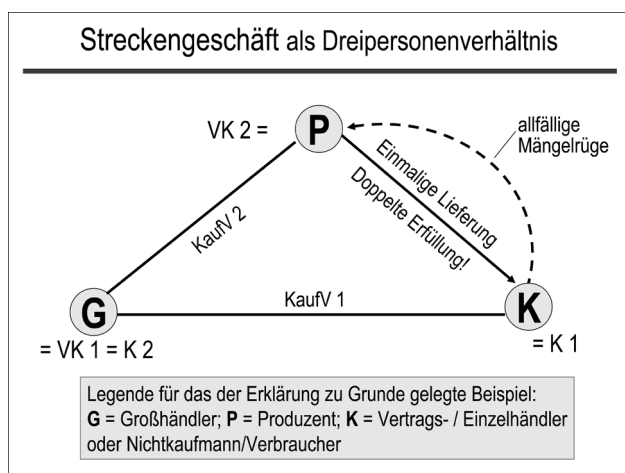 Streckengeschäft als Dreipersonenverhältnis
VK 2 =
P
allfällige
Mängelrüge
Einmalige Lieferung
Doppelte Erfüllung!
KaufV 2
G
KaufV 1
K
= VK 1 = K 2
= K 1
Legende für das der Erklärung zu Grunde gelegte Beispiel:
G = Großhändler; P = Produzent; K = Vertrags- / Einzelhändler
oder Nichtkaufmann/Verbraucher